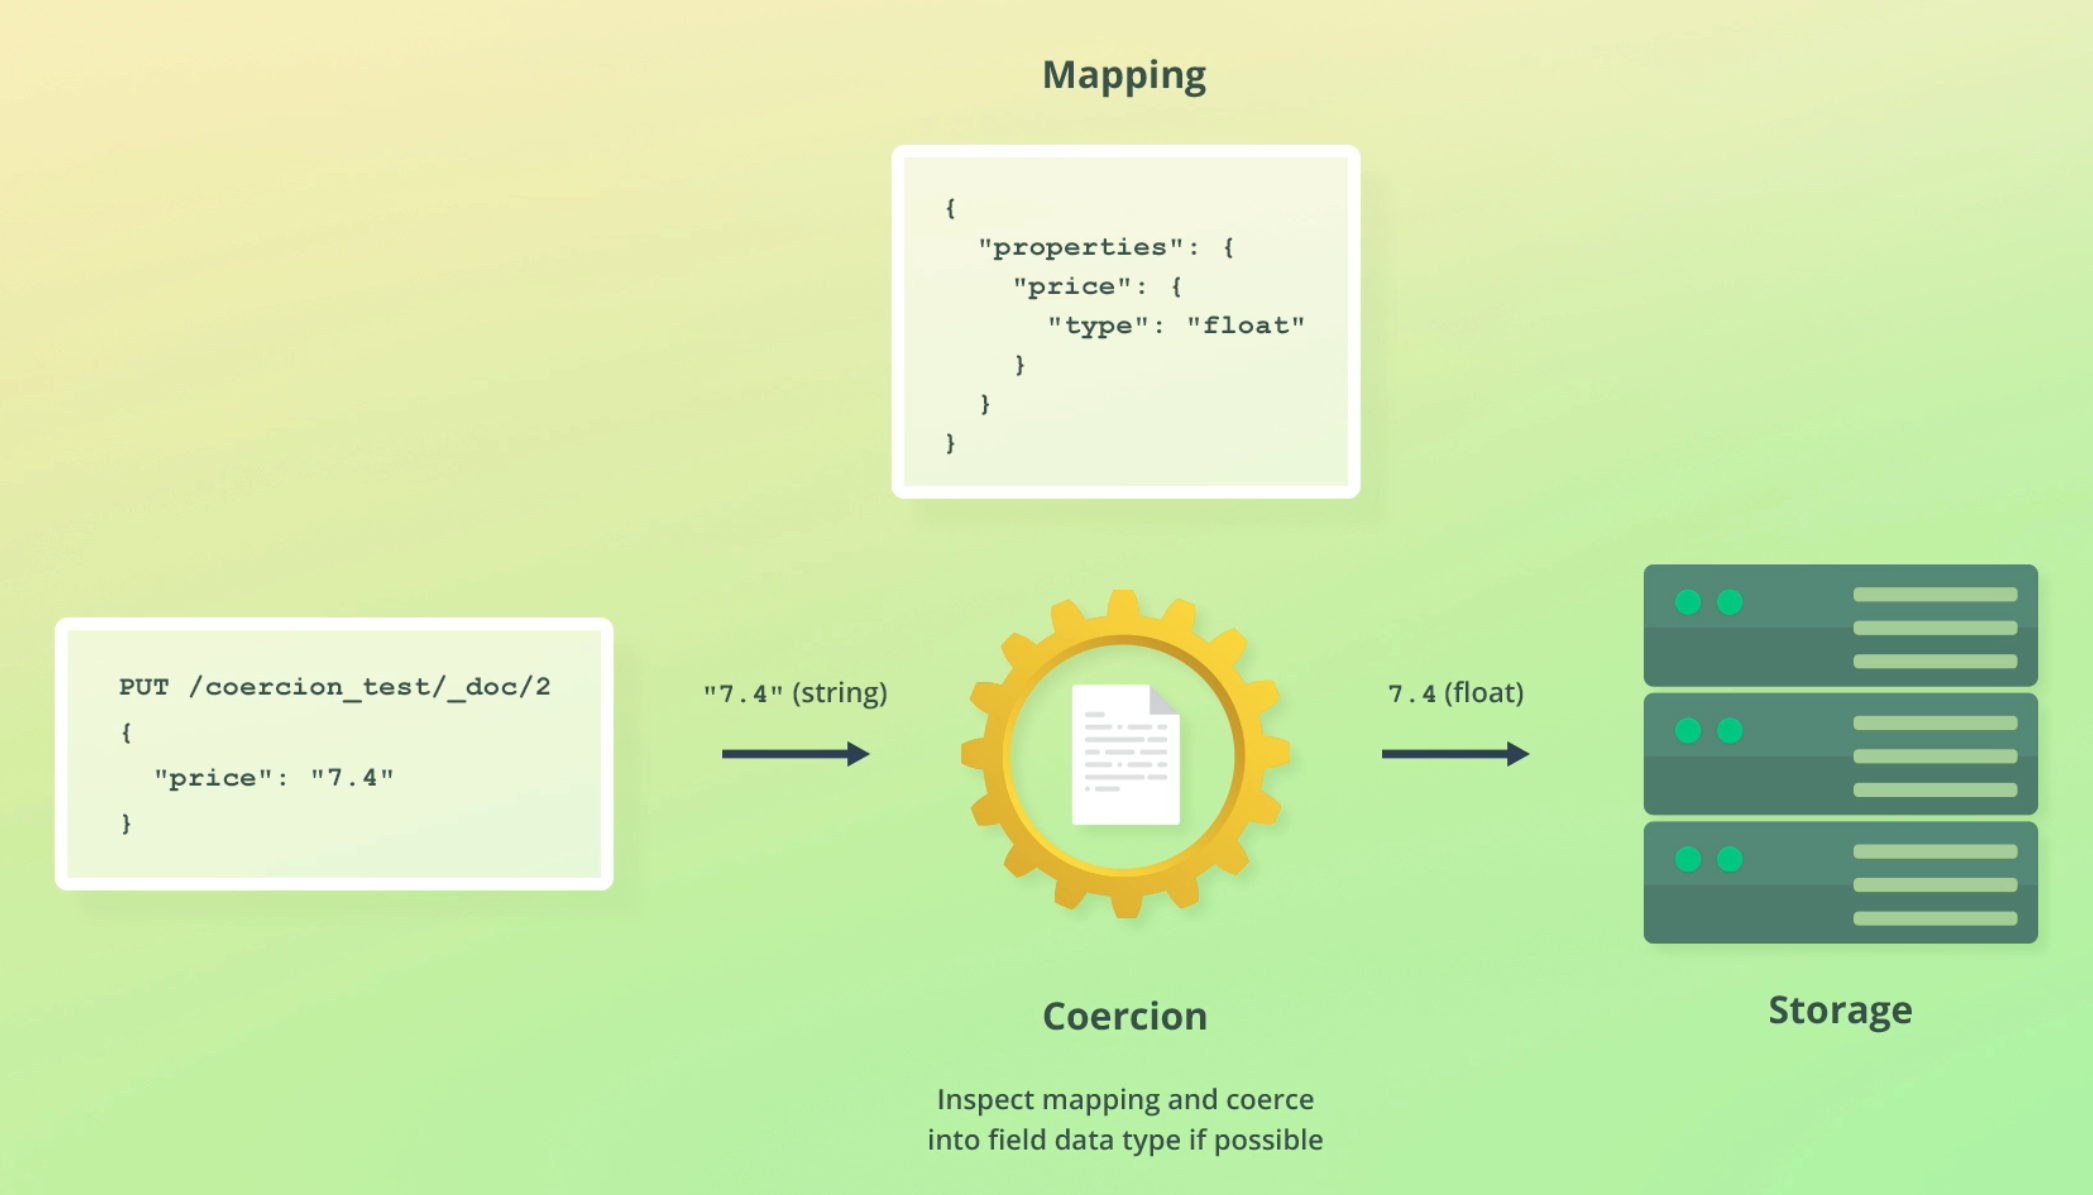 Mapping
{
"properties": {
"price": {
"type": "float"
}
}
}
PUT /coercion_test/_doc/2
{
"price": "7.4"
}
"7.4" (string)
7.4 (float)
Coercion
Inspect mapping and coerce
into field data type if possible
Storage